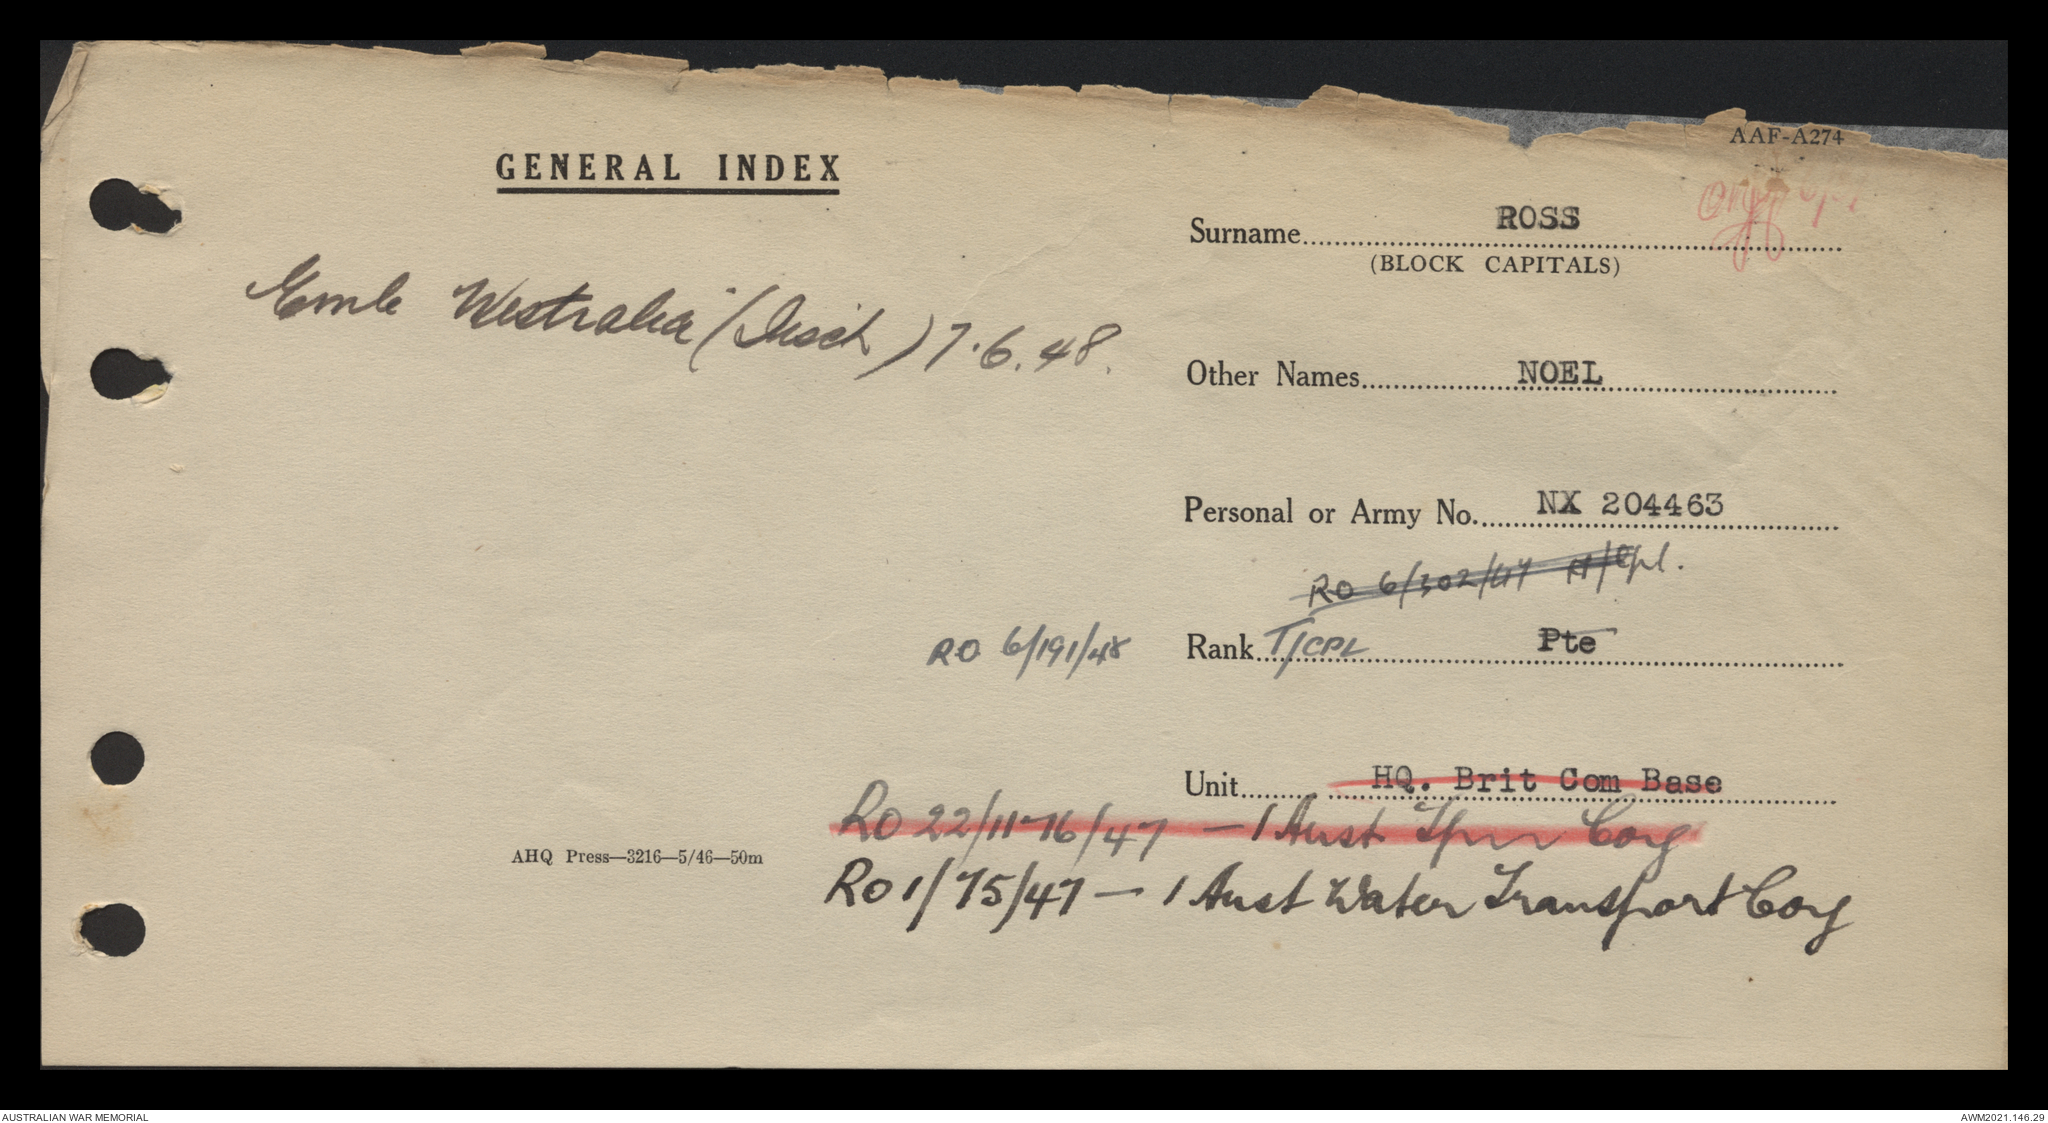 AAF-A274
GENERAL INDEX
Surname ROSS
(BLOCK CAPITALS)
Emb Westralia (Disch) 7.6.48.
Other Names NOEL
Personal or Army No. NX 204463
RO 6/302/47 A/Cpl.
RO 6/191/48 Rank T/CPL Pte
Unit HQ. Brit Com Base
RO 22/1176/47 — 1 Aust Coy
AHQ Press—3216—5/46—50m
RO 1/75/47 — 1 Aust Water Transport Coy
AUSTRALIAN WAR MEMORIAL
AWM2021.146.29